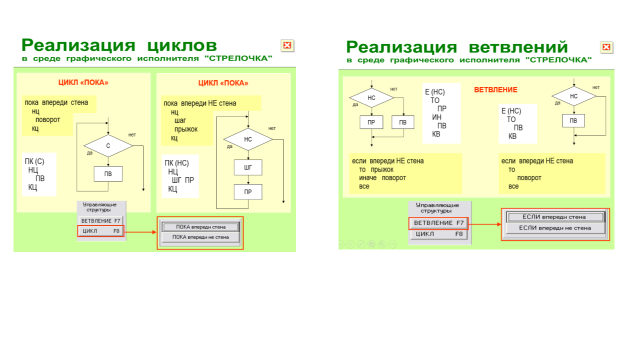 Реализация циклов
в среде графического исполнителя "СТРЕЛОЧКА"
ЦИКЛ «ПОКА»
пока впереди стена
нц
поворот
кц
ПК (С)
НЦ
ПВ
КЦ
нет
С
да
ПВ
ЦИКЛ «ПОКА»
пока впереди НЕ стена
нц
шаг
прыжок
кц
ПК (НС)
НЦ
ШГ ПР
КЦ
нет
НС
да
ШГ
ПР
Управляющие
структуры
ВЕТВЛЕНИЕ F7
ЦИКЛ F8
ПОКА впереди стена
ПОКА впереди не стена
Реализация ветвлений
в среде графического исполнителя "СТРЕЛОЧКА"
ВЕТВЛЕНИЕ
нет
НС
да
ПР
ПВ
Е (НС)
ТО
ПР
ИН
ПВ
КВ
если впереди НЕ стена
то прыжок
иначе поворот
все
Е (НС)
ТО
ПВ
КВ
нет
НС
да
ПВ
если впереди НЕ стена
то
поворот
все
Управляющие
структуры
ВЕТВЛЕНИЕ F7
ЦИКЛ F8
ЕСЛИ впереди стена
ЕСЛИ впереди не стена